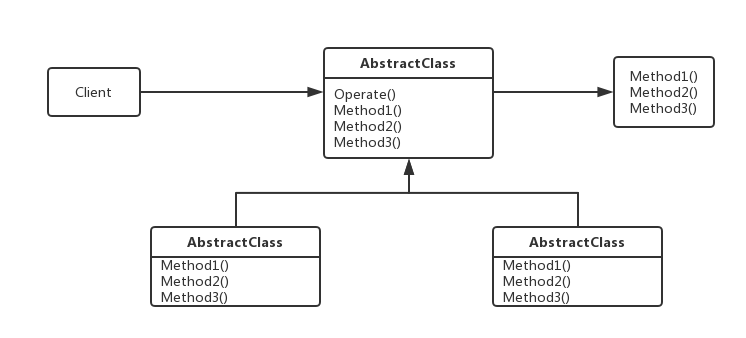 Client
AbstractClass
Operate()
Method1()
Method2()
Method3()
Method1()
Method2()
Method3()
AbstractClass
Method1()
Method2()
Method3()
AbstractClass
Method1()
Method2()
Method3()